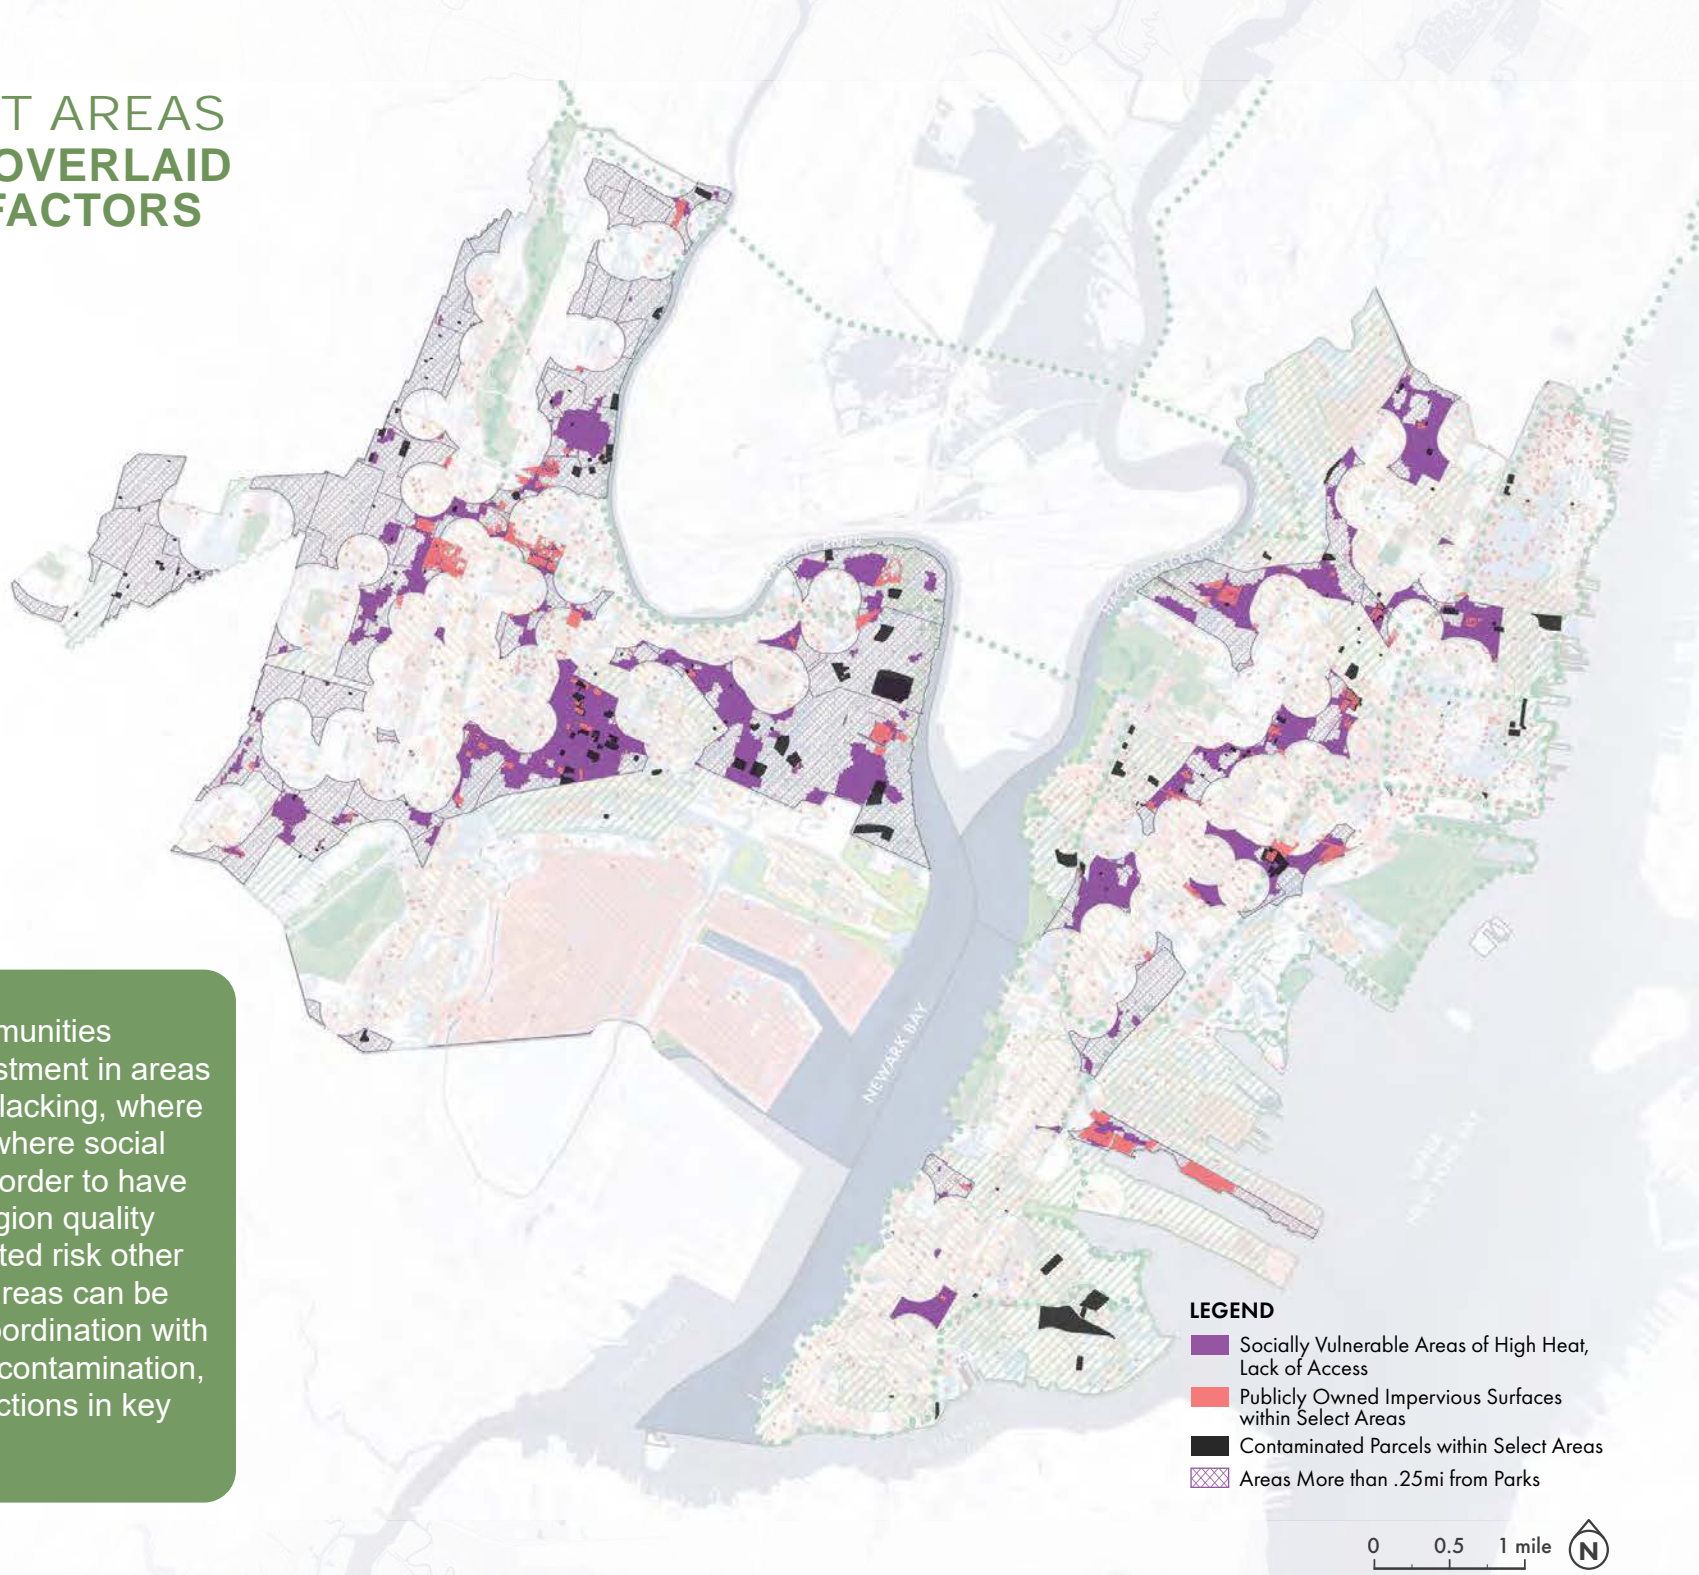 T AREAS
OVERLAID
FACTORS
NEWARK BAY
munities
stment in areas
lacking, where
where social
order to have
gion quality
ted risk other
reas can be
oordination with
contamination,
ctions in key
LEGEND
Socially Vulnerable Areas of High Heat,
Lack of Access
Publicly Owned Impervious Surfaces
within Select Areas
Contaminated Parcels within Select Areas
Areas More than .25mi from Parks
0 0.5 1 mile
N